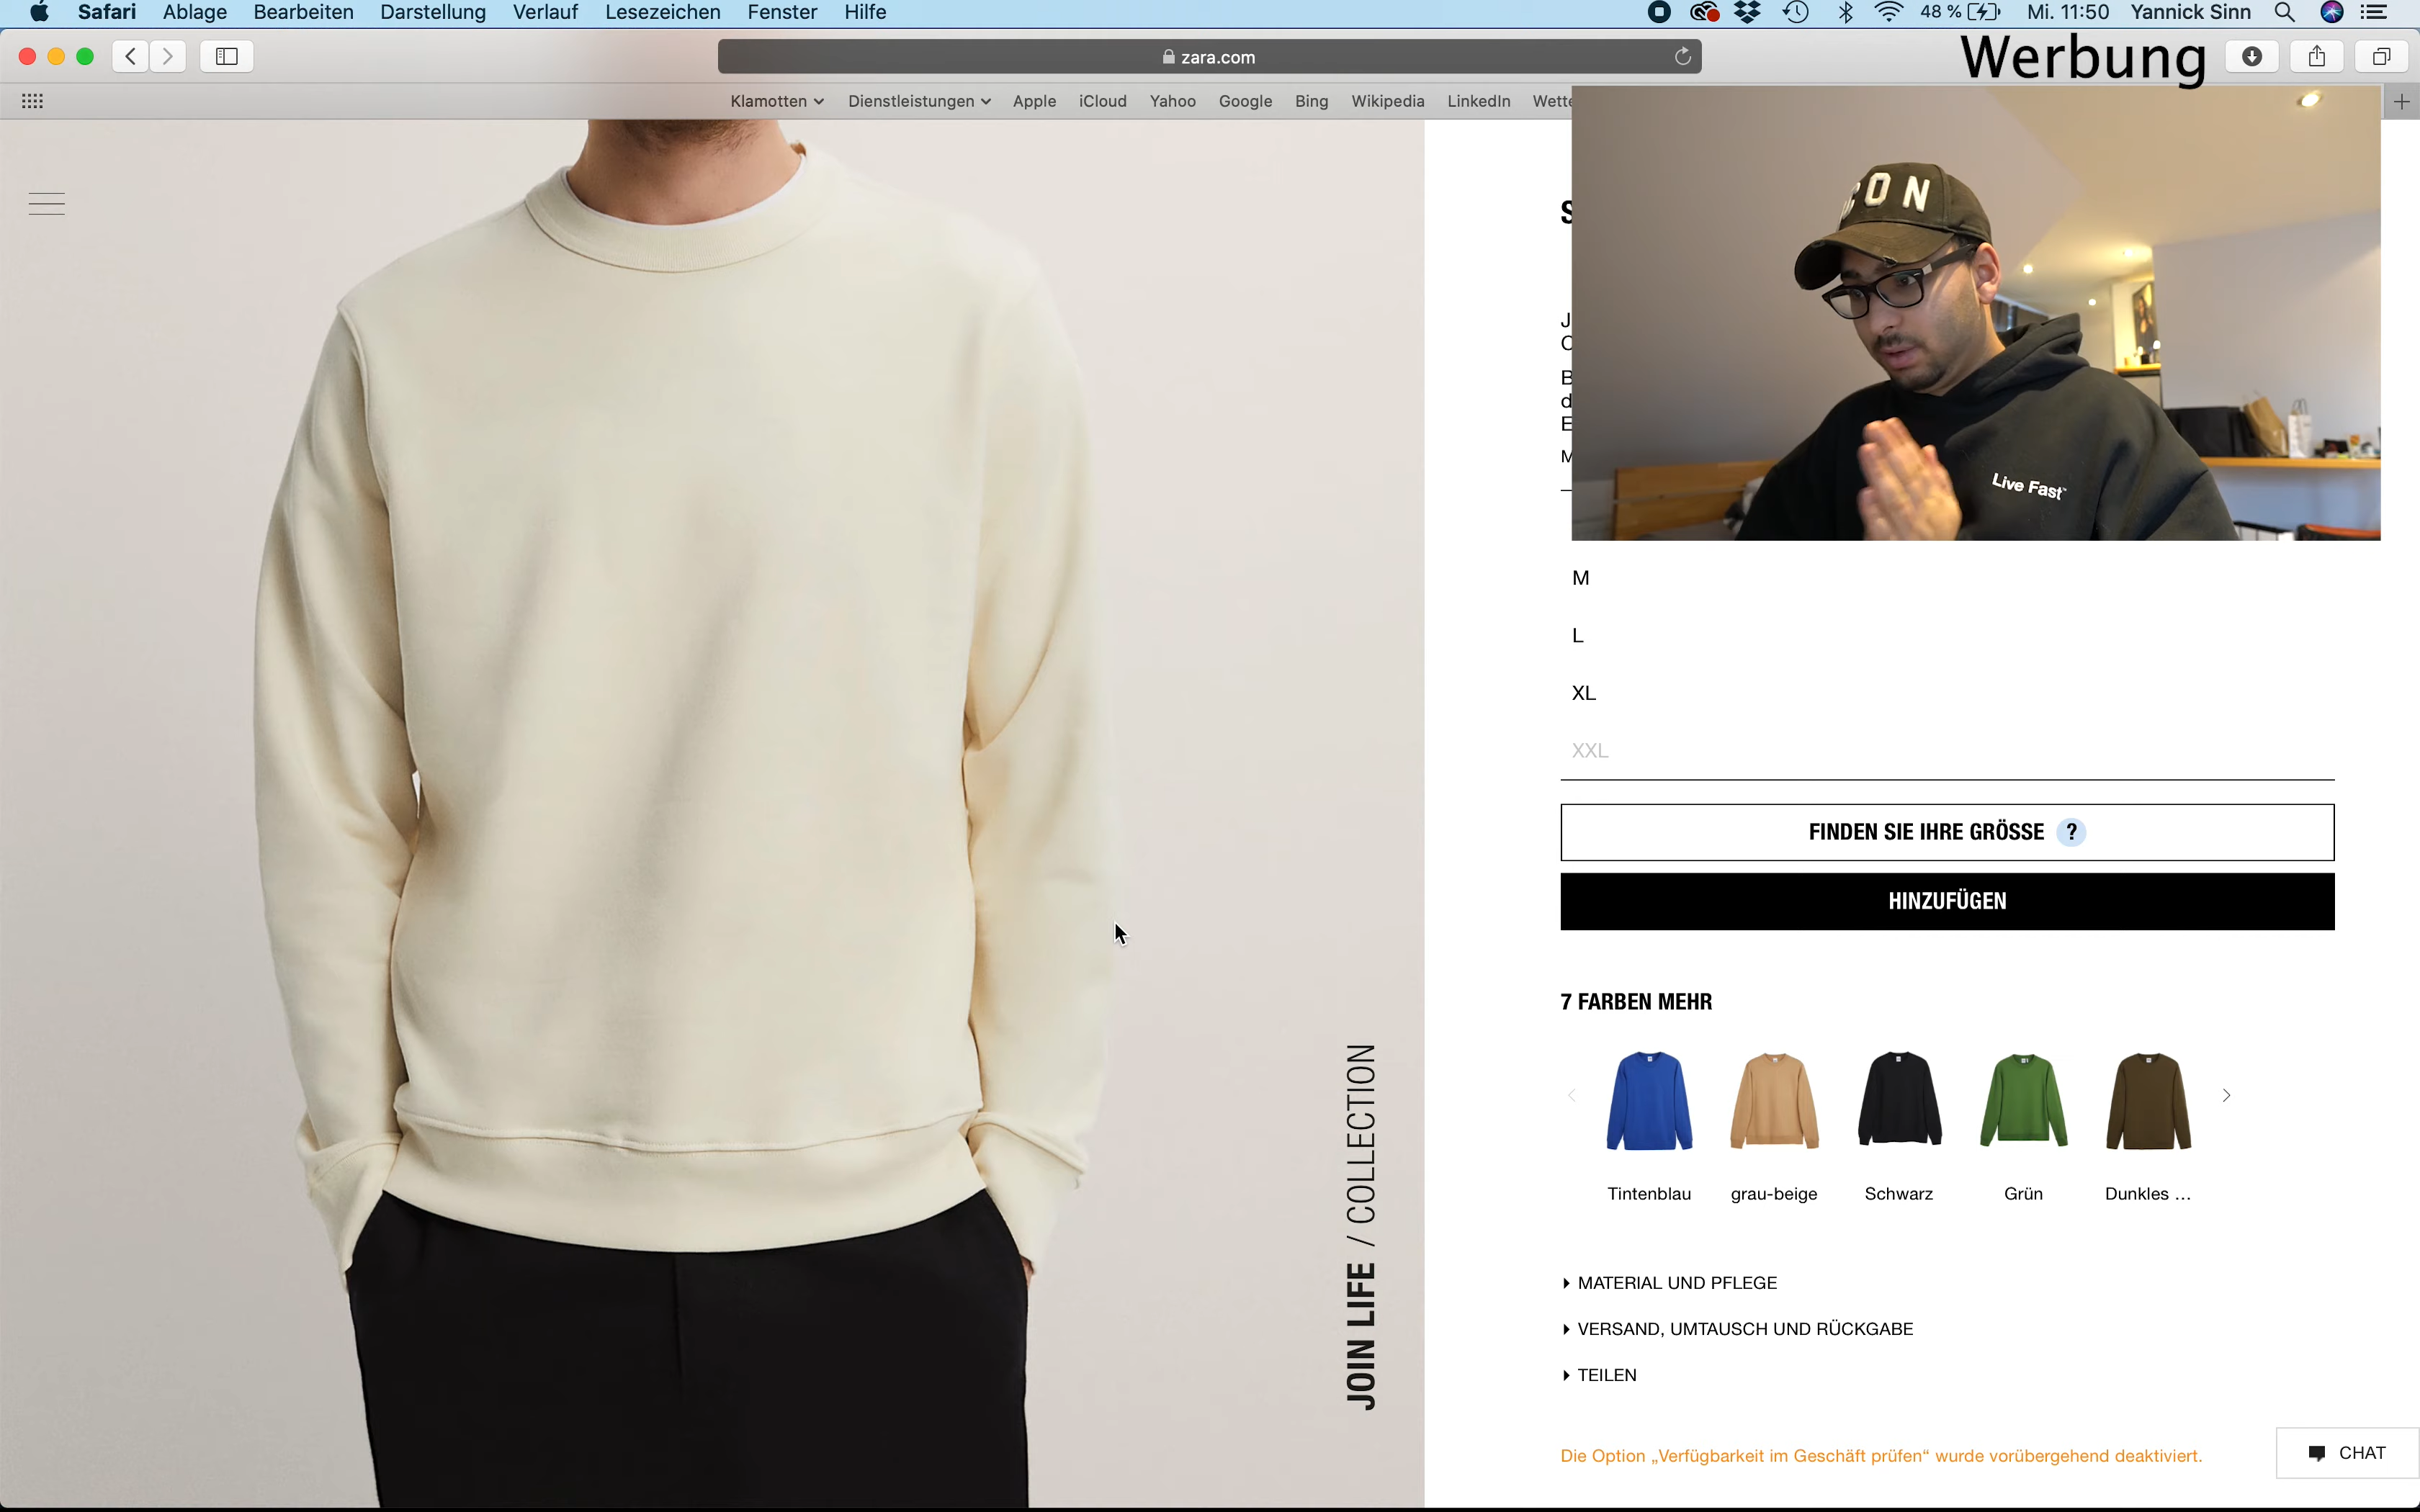 Safari Ablage Bearbeiten Darstellung Verlauf Lesezeichen Fenster Hilfe 48 % Mi. 11:50 Yannick Sinn
zara.com
Werbung
Klamotten Dienstleistungen Apple iCloud Yahoo Google Bing Wikipedia LinkedIn
CON
Live Fast™
M
L
XL
XXL
FINDEN SIE IHRE GRÖSSE ?
HINZUFÜGEN
7 FARBEN MEHR
Tintenblau grau-beige Schwarz Grün Dunkles ...
JOIN LIFE / COLLECTION
MATERIAL UND PFLEGE
VERSAND, UMTAUSCH UND RÜCKGABE
TEILEN
Die Option „Verfügbarkeit im Geschäft prüfen“ wurde vorübergehend deaktiviert.
CHAT